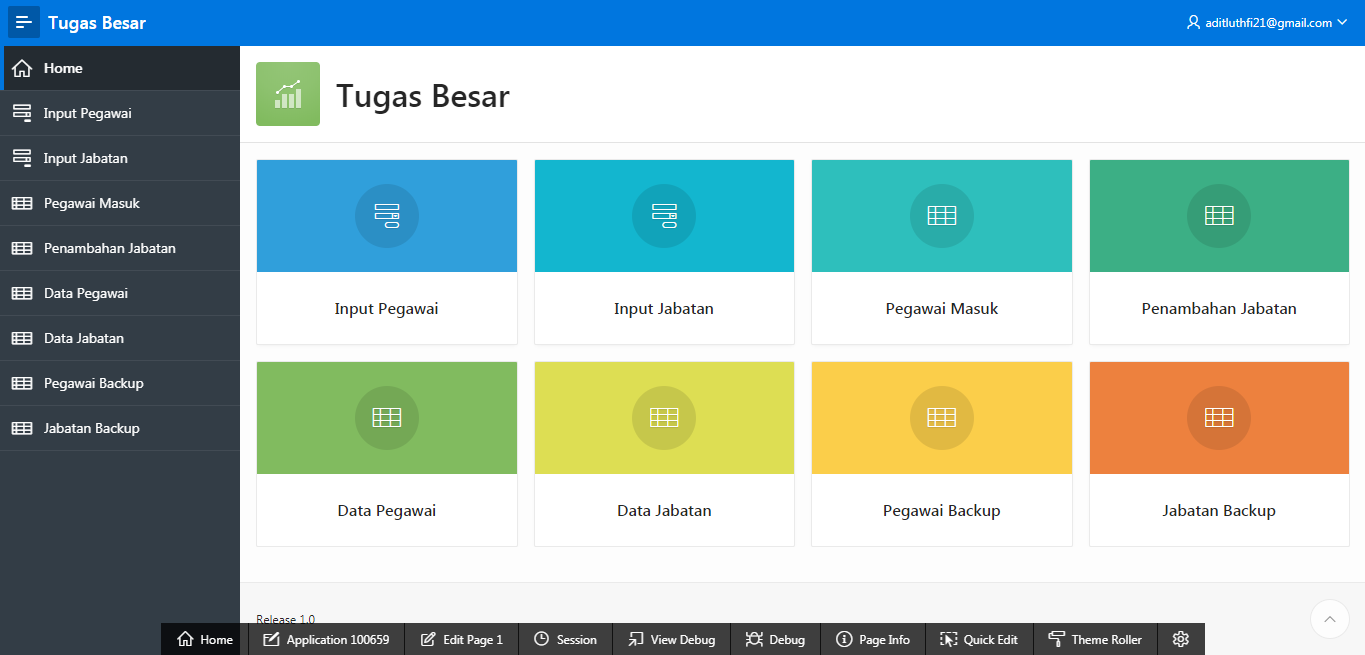 Tugas Besar
aditluthfi21@gmail.com
Home
Input Pegawai
Input Jabatan
Pegawai Masuk
Penambahan Jabatan
Data Pegawai
Data Jabatan
Pegawai Backup
Jabatan Backup
Tugas Besar
Input Pegawai
Input Jabatan
Pegawai Masuk
Penambahan Jabatan
Data Pegawai
Data Jabatan
Pegawai Backup
Jabatan Backup
Release 1.0
Home
Application 100659
Edit Page 1
Session
View Debug
Debug
Page Info
Quick Edit
Theme Roller